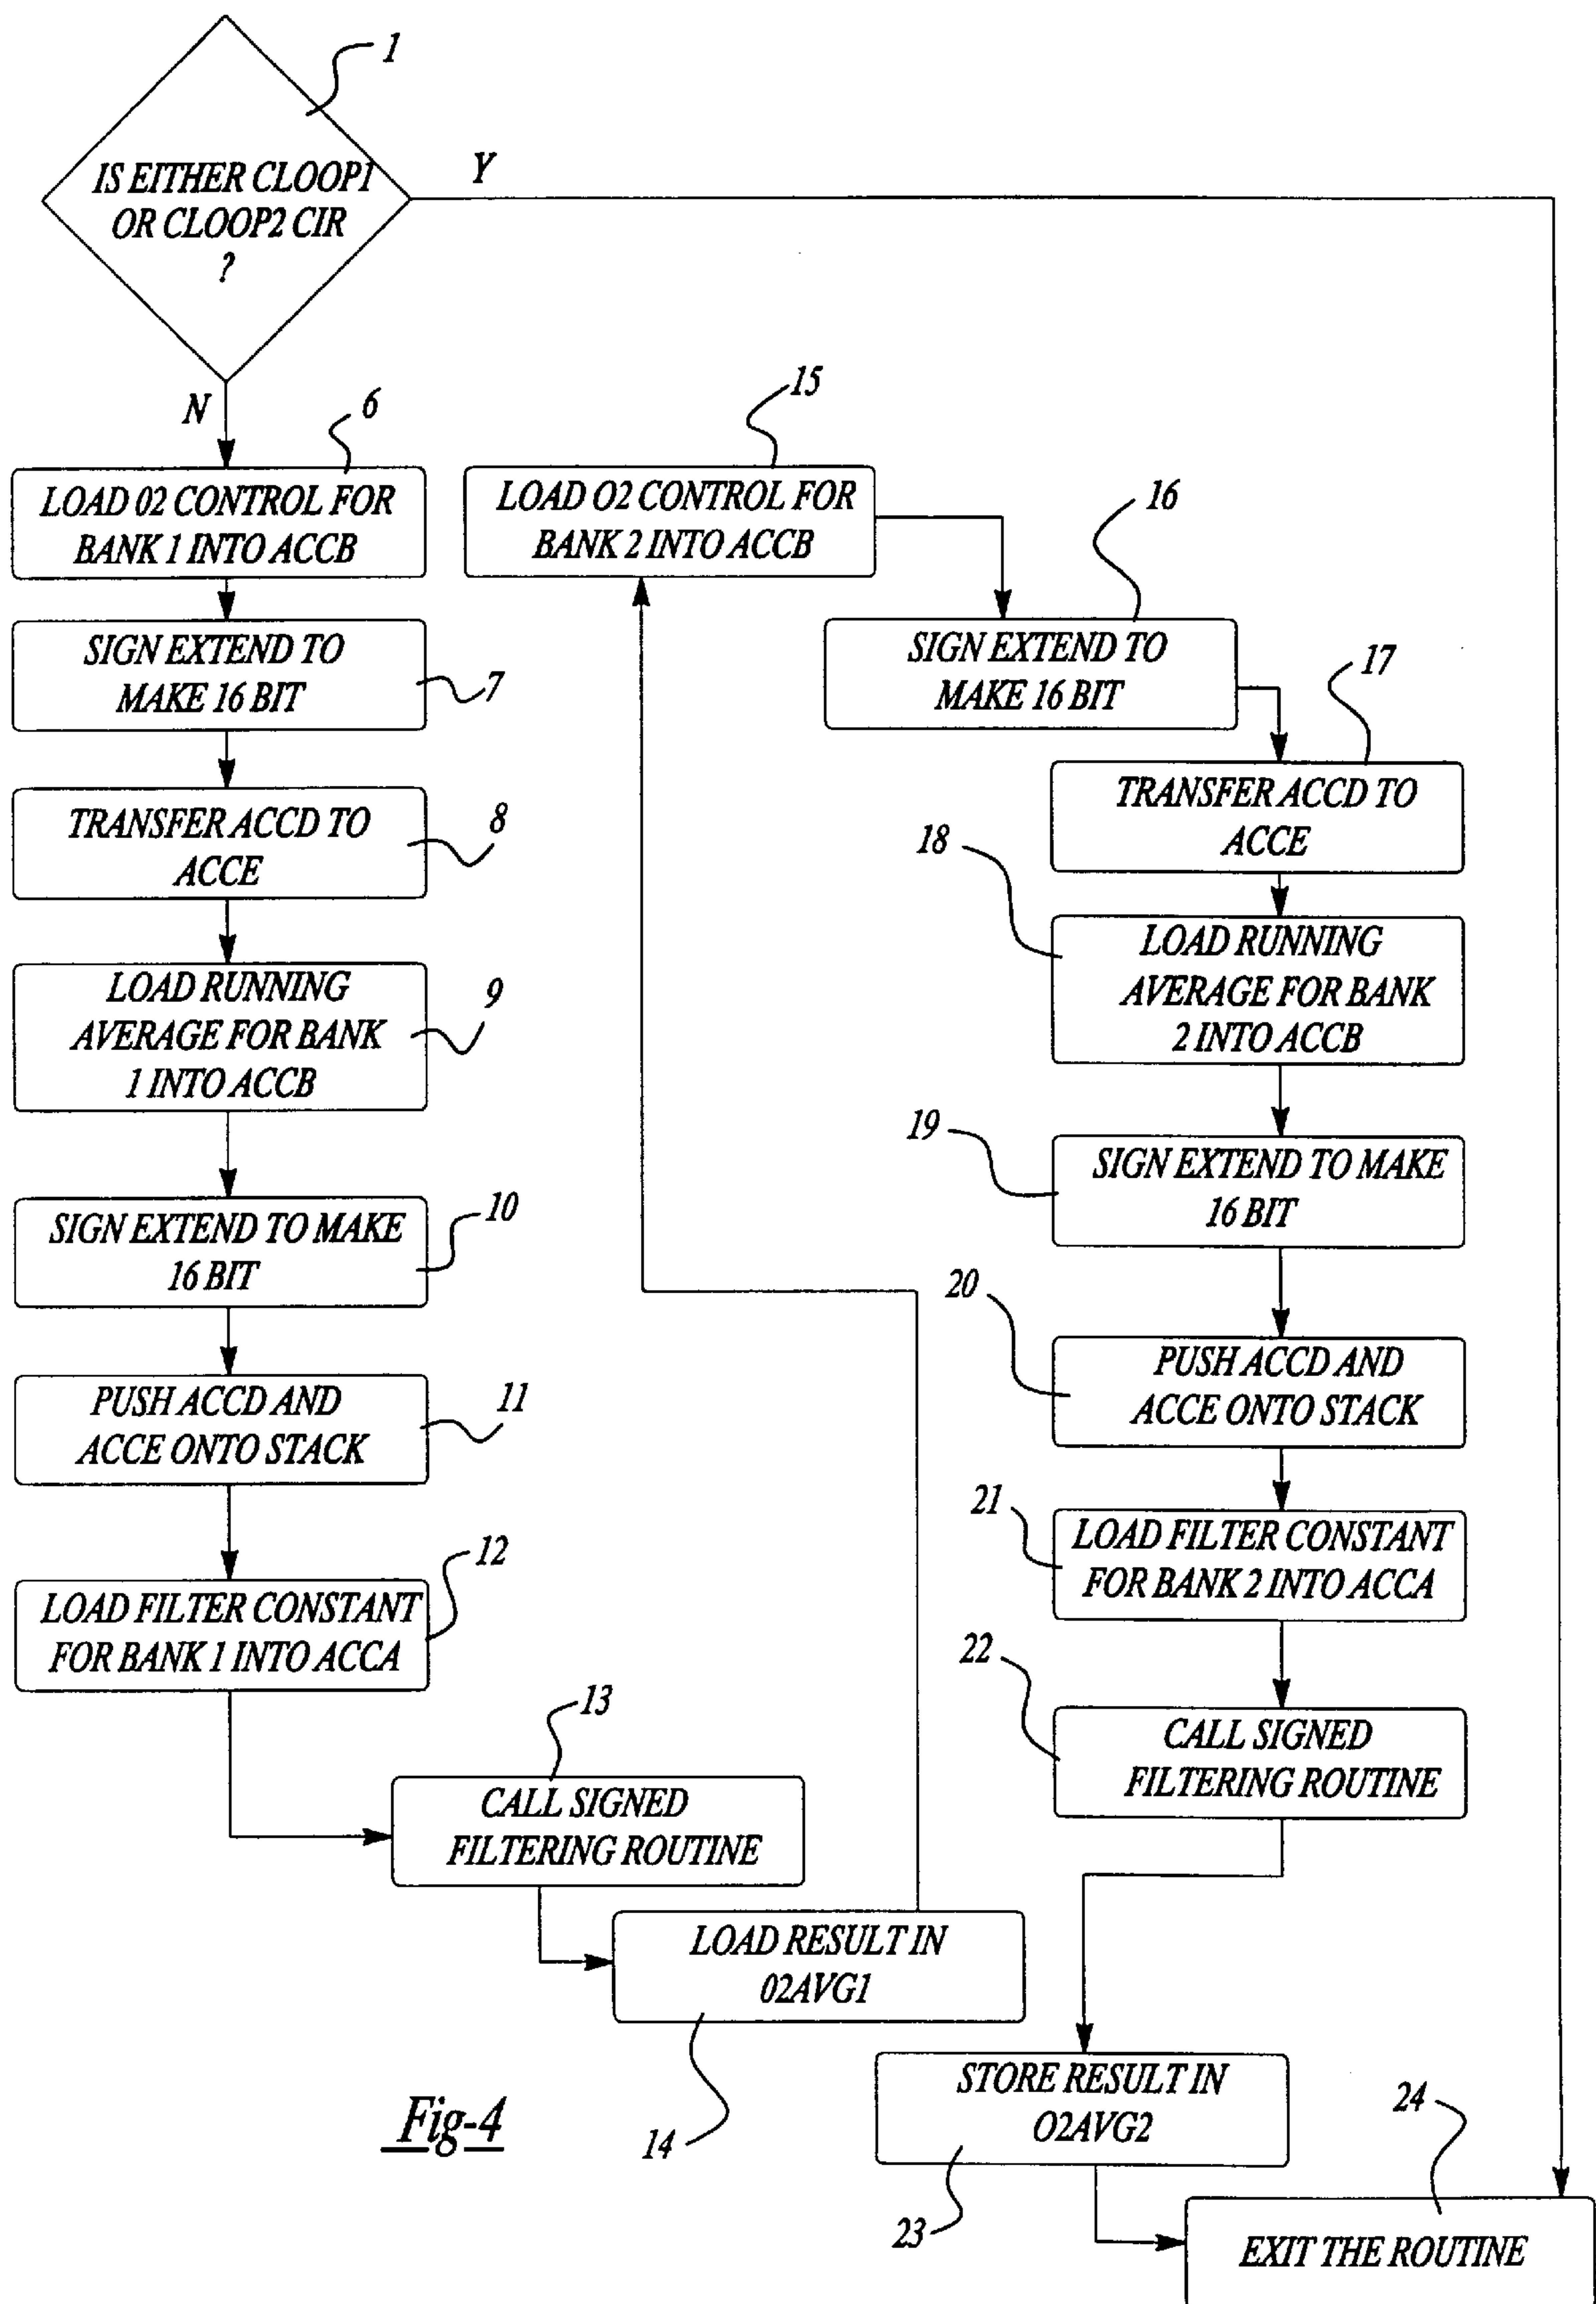 1
IS EITHER CLOOP1
OR CLOOP2 CIR
?
Y
N
6
LOAD 02 CONTROL FOR
BANK 1 INTO ACCB
SIGN EXTEND TO
MAKE 16 BIT
7
TRANSFER ACCD TO
ACCE
8
LOAD RUNNING
AVERAGE FOR BANK
1 INTO ACCB
9
SIGN EXTEND TO MAKE
16 BIT
10
PUSH ACCD AND
ACCE ONTO STACK
11
LOAD FILTER CONSTANT
FOR BANK 1 INTO ACCA
12
13
CALL SIGNED
FILTERING ROUTINE
LOAD RESULT IN
02AVG1
14
15
LOAD O2 CONTROL FOR
BANK 2 INTO ACCB
16
SIGN EXTEND TO
MAKE 16 BIT
17
TRANSFER ACCD TO
ACCE
18
LOAD RUNNING
AVERAGE FOR BANK
2 INTO ACCB
19
SIGN EXTEND TO MAKE
16 BIT
20
PUSH ACCD AND
ACCE ONTO STACK
21
LOAD FILTER CONSTANT
FOR BANK 2 INTO ACCA
22
CALL SIGNED
FILTERING ROUTINE
STORE RESULT IN
O2AVG2
23
24
EXIT THE ROUTINE
Fig-4